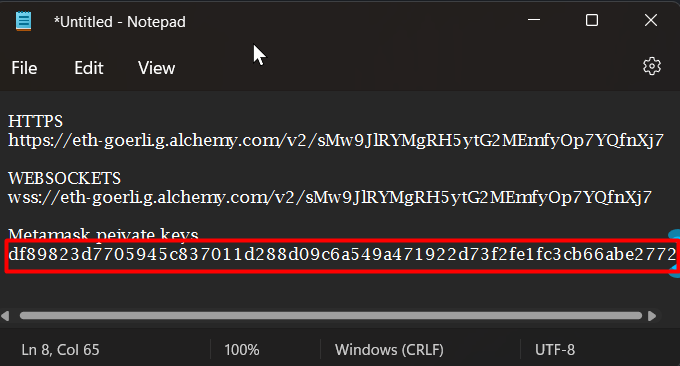 *Untitled - Notepad
File Edit View
HTTPS
https://eth-goerli.g.alchemy.com/v2/sMw9JlRYMgRH5ytG2MEmfyOp7YQfnXj7
WEBSOCKETS
wss://eth-goerli.g.alchemy.com/v2/sMw9JlRYMgRH5ytG2MEmfyOp7YQfnXj7
Metamask peivate keys
df89823d7705945c837011d288d09c6a549a471922d73f2fe1fc3cb66abe2772
Ln 8, Col 65 100% Windows (CRLF) UTF-8